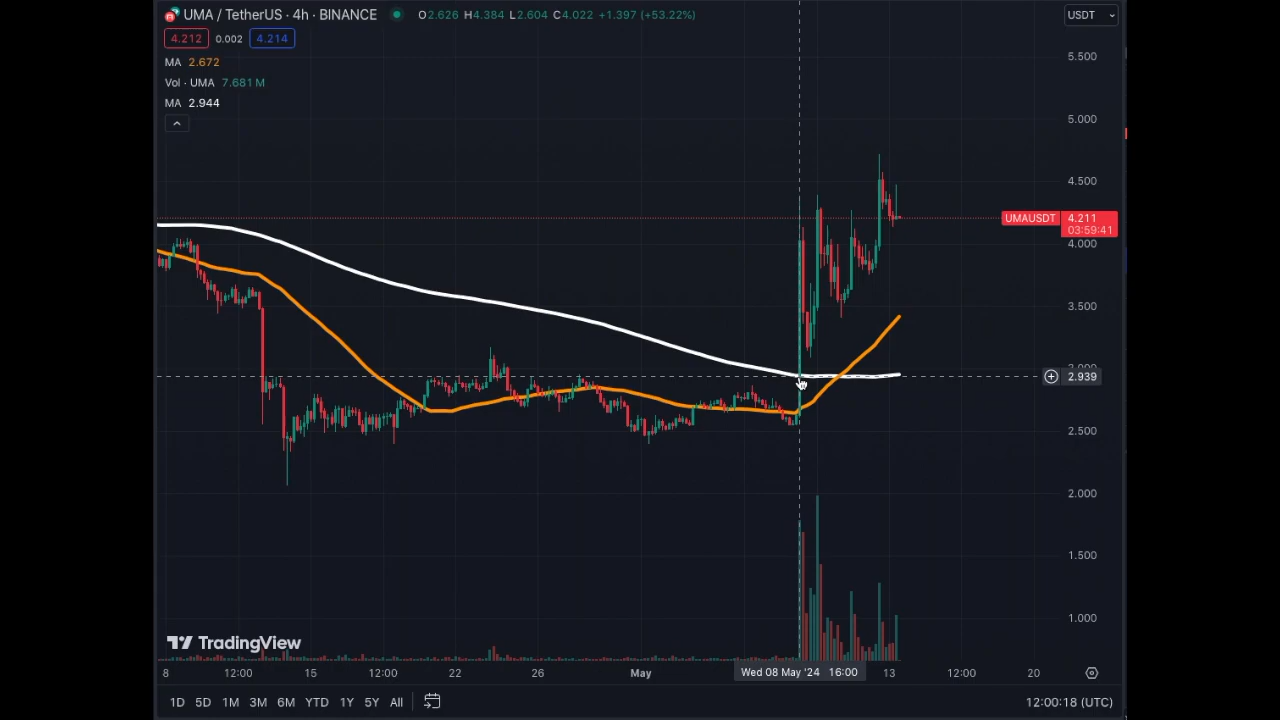 UMA / TetherUS · 4h · BINANCE O2.626 H4.384 L2.604 C4.022 +1.397 (+53.22%) USDT
4.212 0.002 4.214
MA 2.672
Vol · UMA 7.681 M
MA 2.944
5.500
5.000
4.500
UMAUSDT 4.211
03:59:41
4.000
3.500
2.939
2.500
2.000
1.500
1.000
TradingView
8 12:00 15 12:00 22 26 May Wed 08 May '24 16:00 13 12:00 20
1D 5D 1M 3M 6M YTD 1Y 5Y All 12:00:18 (UTC)